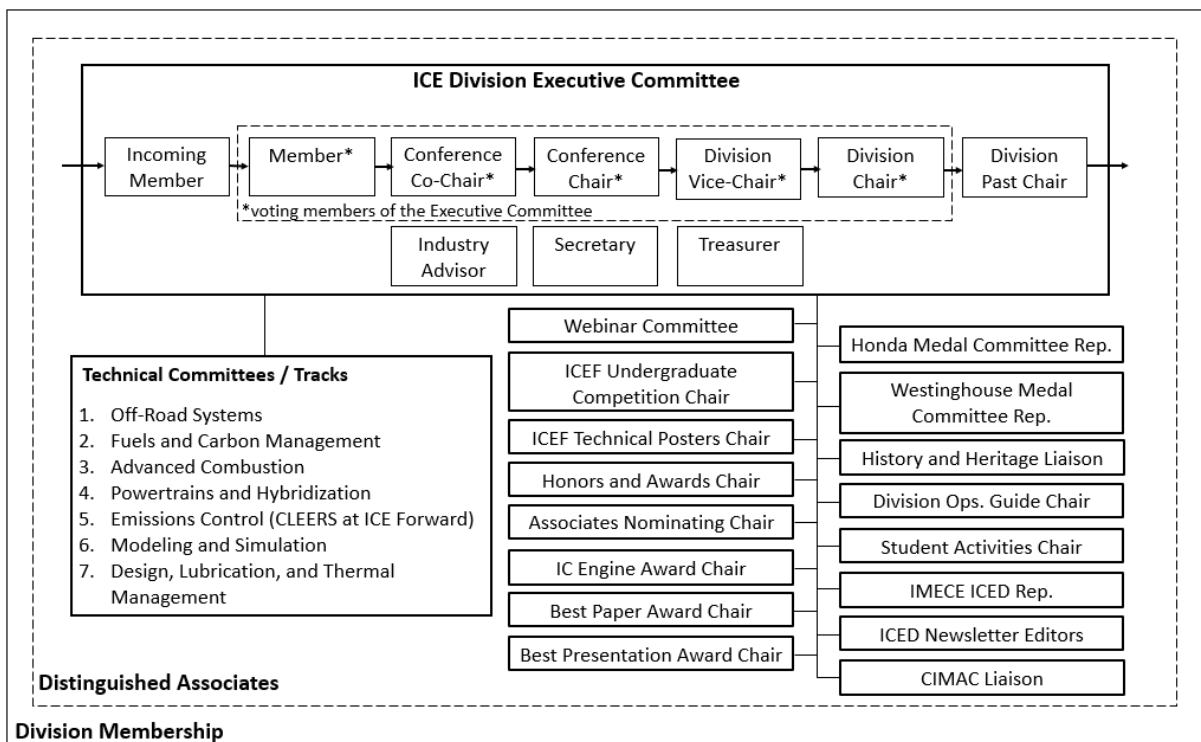 ICE Division Executive Committee
Incoming
Member
Member*
Conference
Co-Chair*
Conference
Chair*
Division
Vice-Chair*
Division
Chair*
Division
Past Chair
*voting members of the Executive Committee
Industry
Advisor
Secretary
Treasurer
Technical Committees / Tracks
1. Off-Road Systems
2. Fuels and Carbon Management
3. Advanced Combustion
4. Powertrains and Hybridization
5. Emissions Control (CLEERS at ICE Forward)
6. Modeling and Simulation
7. Design, Lubrication, and Thermal
Management
Webinar Committee
ICEF Undergraduate
Competition Chair
ICEF Technical Posters Chair
Honors and Awards Chair
Associates Nominating Chair
IC Engine Award Chair
Best Paper Award Chair
Best Presentation Award Chair
Honda Medal Committee Rep.
Westinghouse Medal
Committee Rep.
History and Heritage Liaison
Division Ops. Guide Chair
Student Activities Chair
IMECE ICED Rep.
ICED Newsletter Editors
CIMAC Liaison
Distinguished Associates
Division Membership